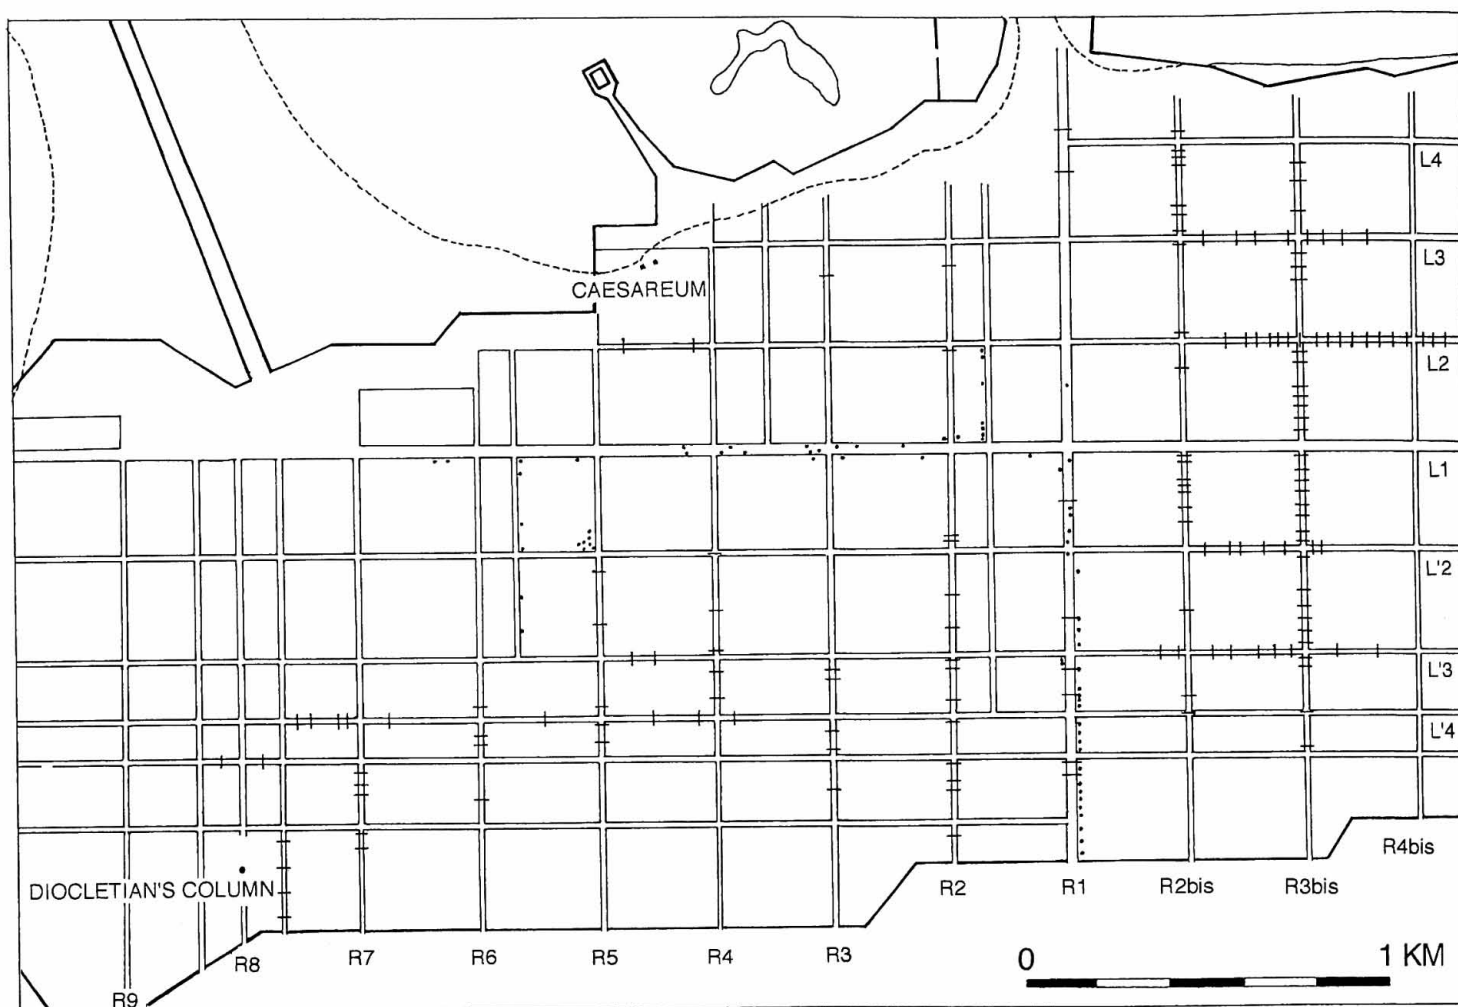 L4
L3
CAESAREUM
L2
L1
L'2
L'3
L'4
R4bis
DIOCLETIAN'S COLUMN
R2
R1
R2bis
R3bis
R9
R8
R7
R6
R5
R4
R3
0
1 KM